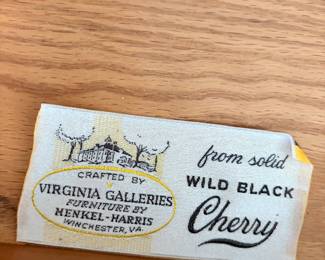 CRAFTED BY
VIRGINIA GALLERIES
FURNITURE BY
HENKEL-HARRIS
WINCHESTER, VA.
from solid
WILD BLACK
Cherry